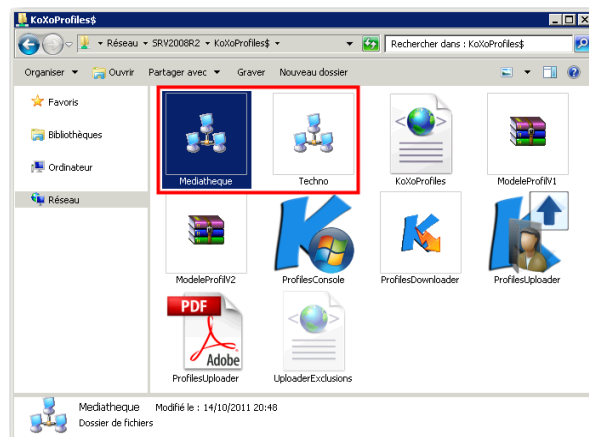 KoXoProfiles$
Réseau SRV2008R2 KoXoProfiles$
Rechercher dans : KoXoProfiles$
Organiser Ouvrir Partager avec Graver Nouveau dossier
Favoris
Bibliothèques
Ordinateur
Réseau
Mediatheque Techno KoXoProfiles ModeleProfilV1
ModeleProfilV2 ProfilesConsole ProfilesDownloader ProfilesUploader
PDF
Adobe
ProfilesUploader UploaderExclusions
Mediatheque Modifié le : 14/10/2011 20:48
Dossier de fichiers